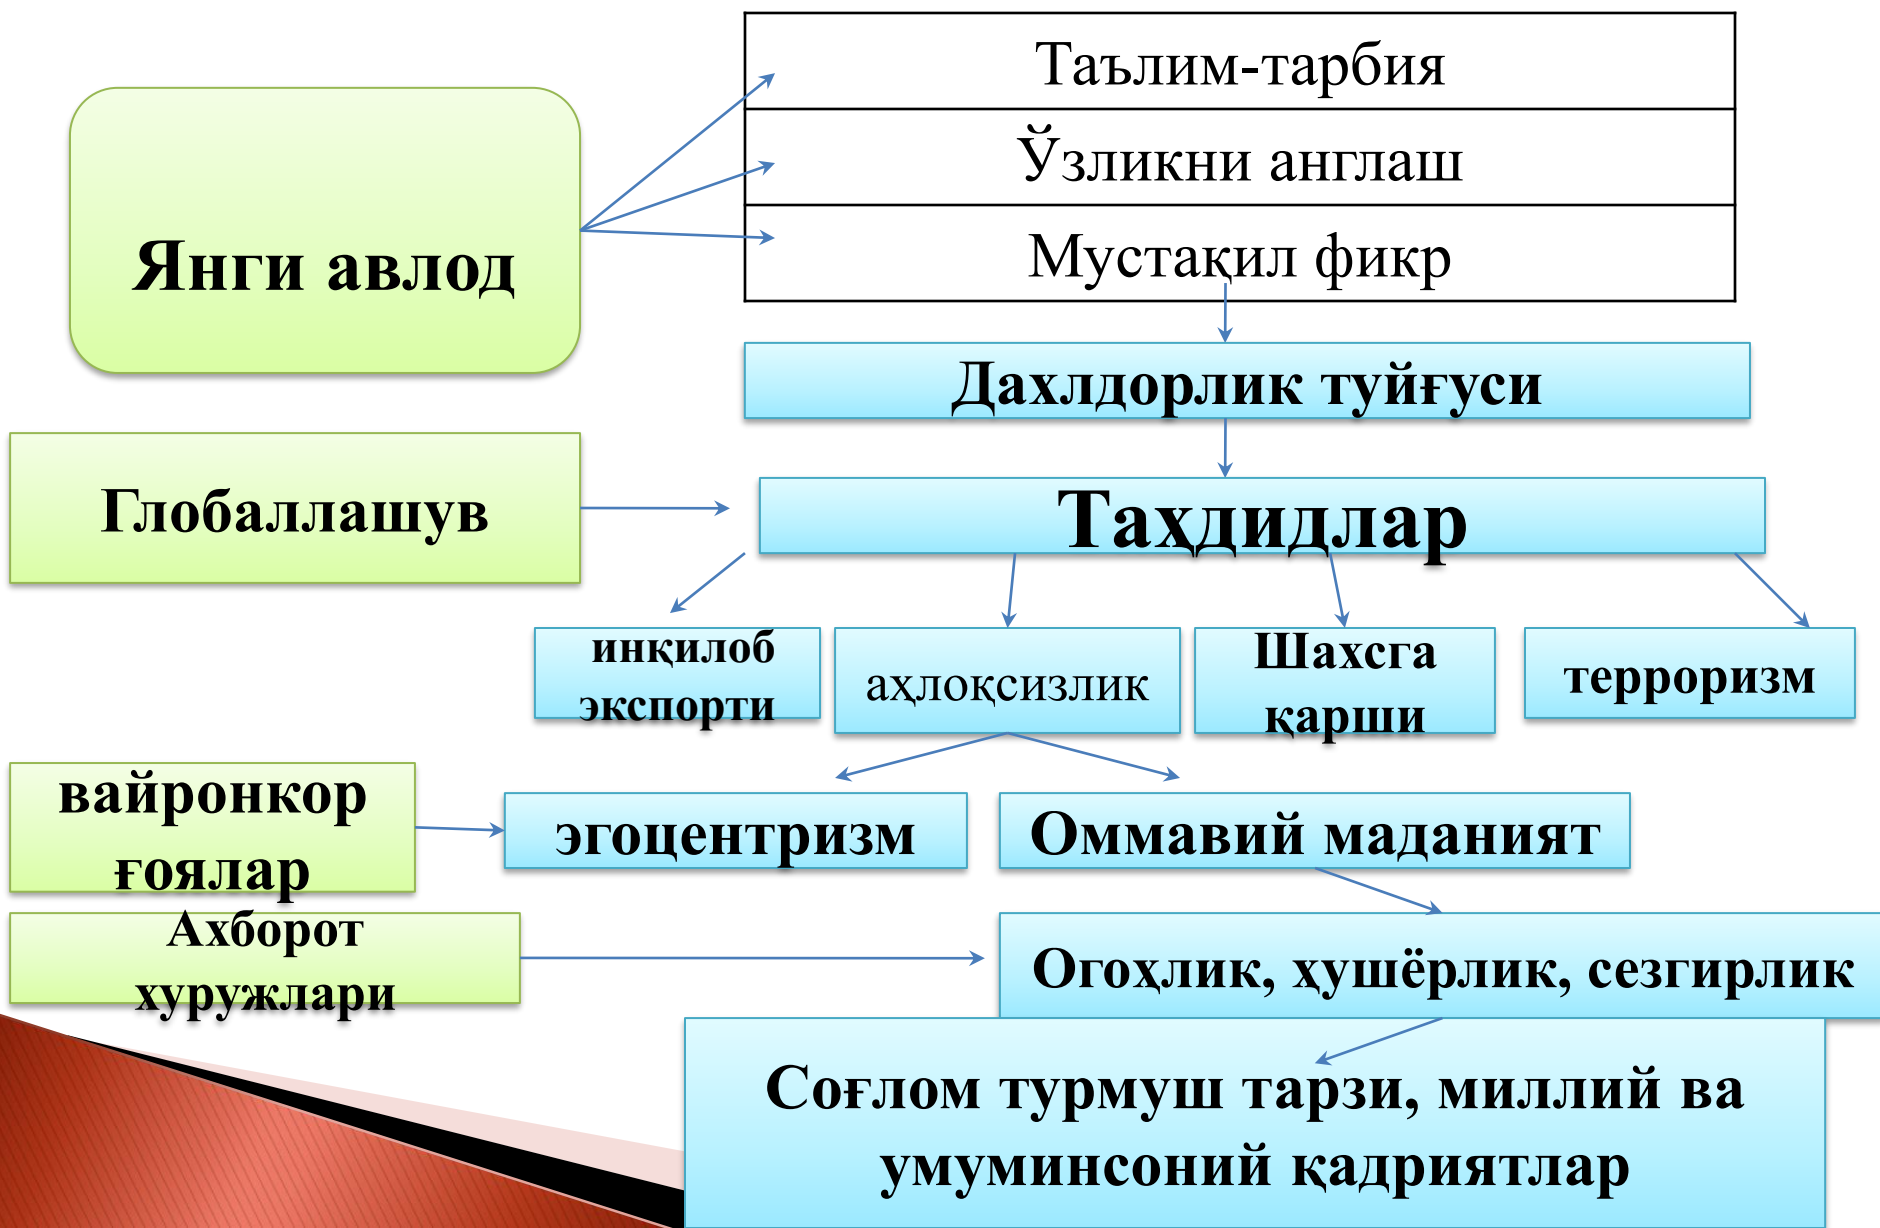 Таълим-тарбия
Ўзликни англаш
Янги авлод
Мустақил фикр
Дахлдорлик туйғуси
Глобаллашув
Таҳдидлар
инқилоб
экспорти
аҳлоқсизлик
Шахсга
қарши
терроризм
вайронкор
ғоялар
эгоцентризм
Оммавий маданият
Ахборот
хуружлари
Огоҳлик, ҳушёрлик, сезгирлик
Соғлом турмуш тарзи, миллий ва
умуминсоний қадриятлар